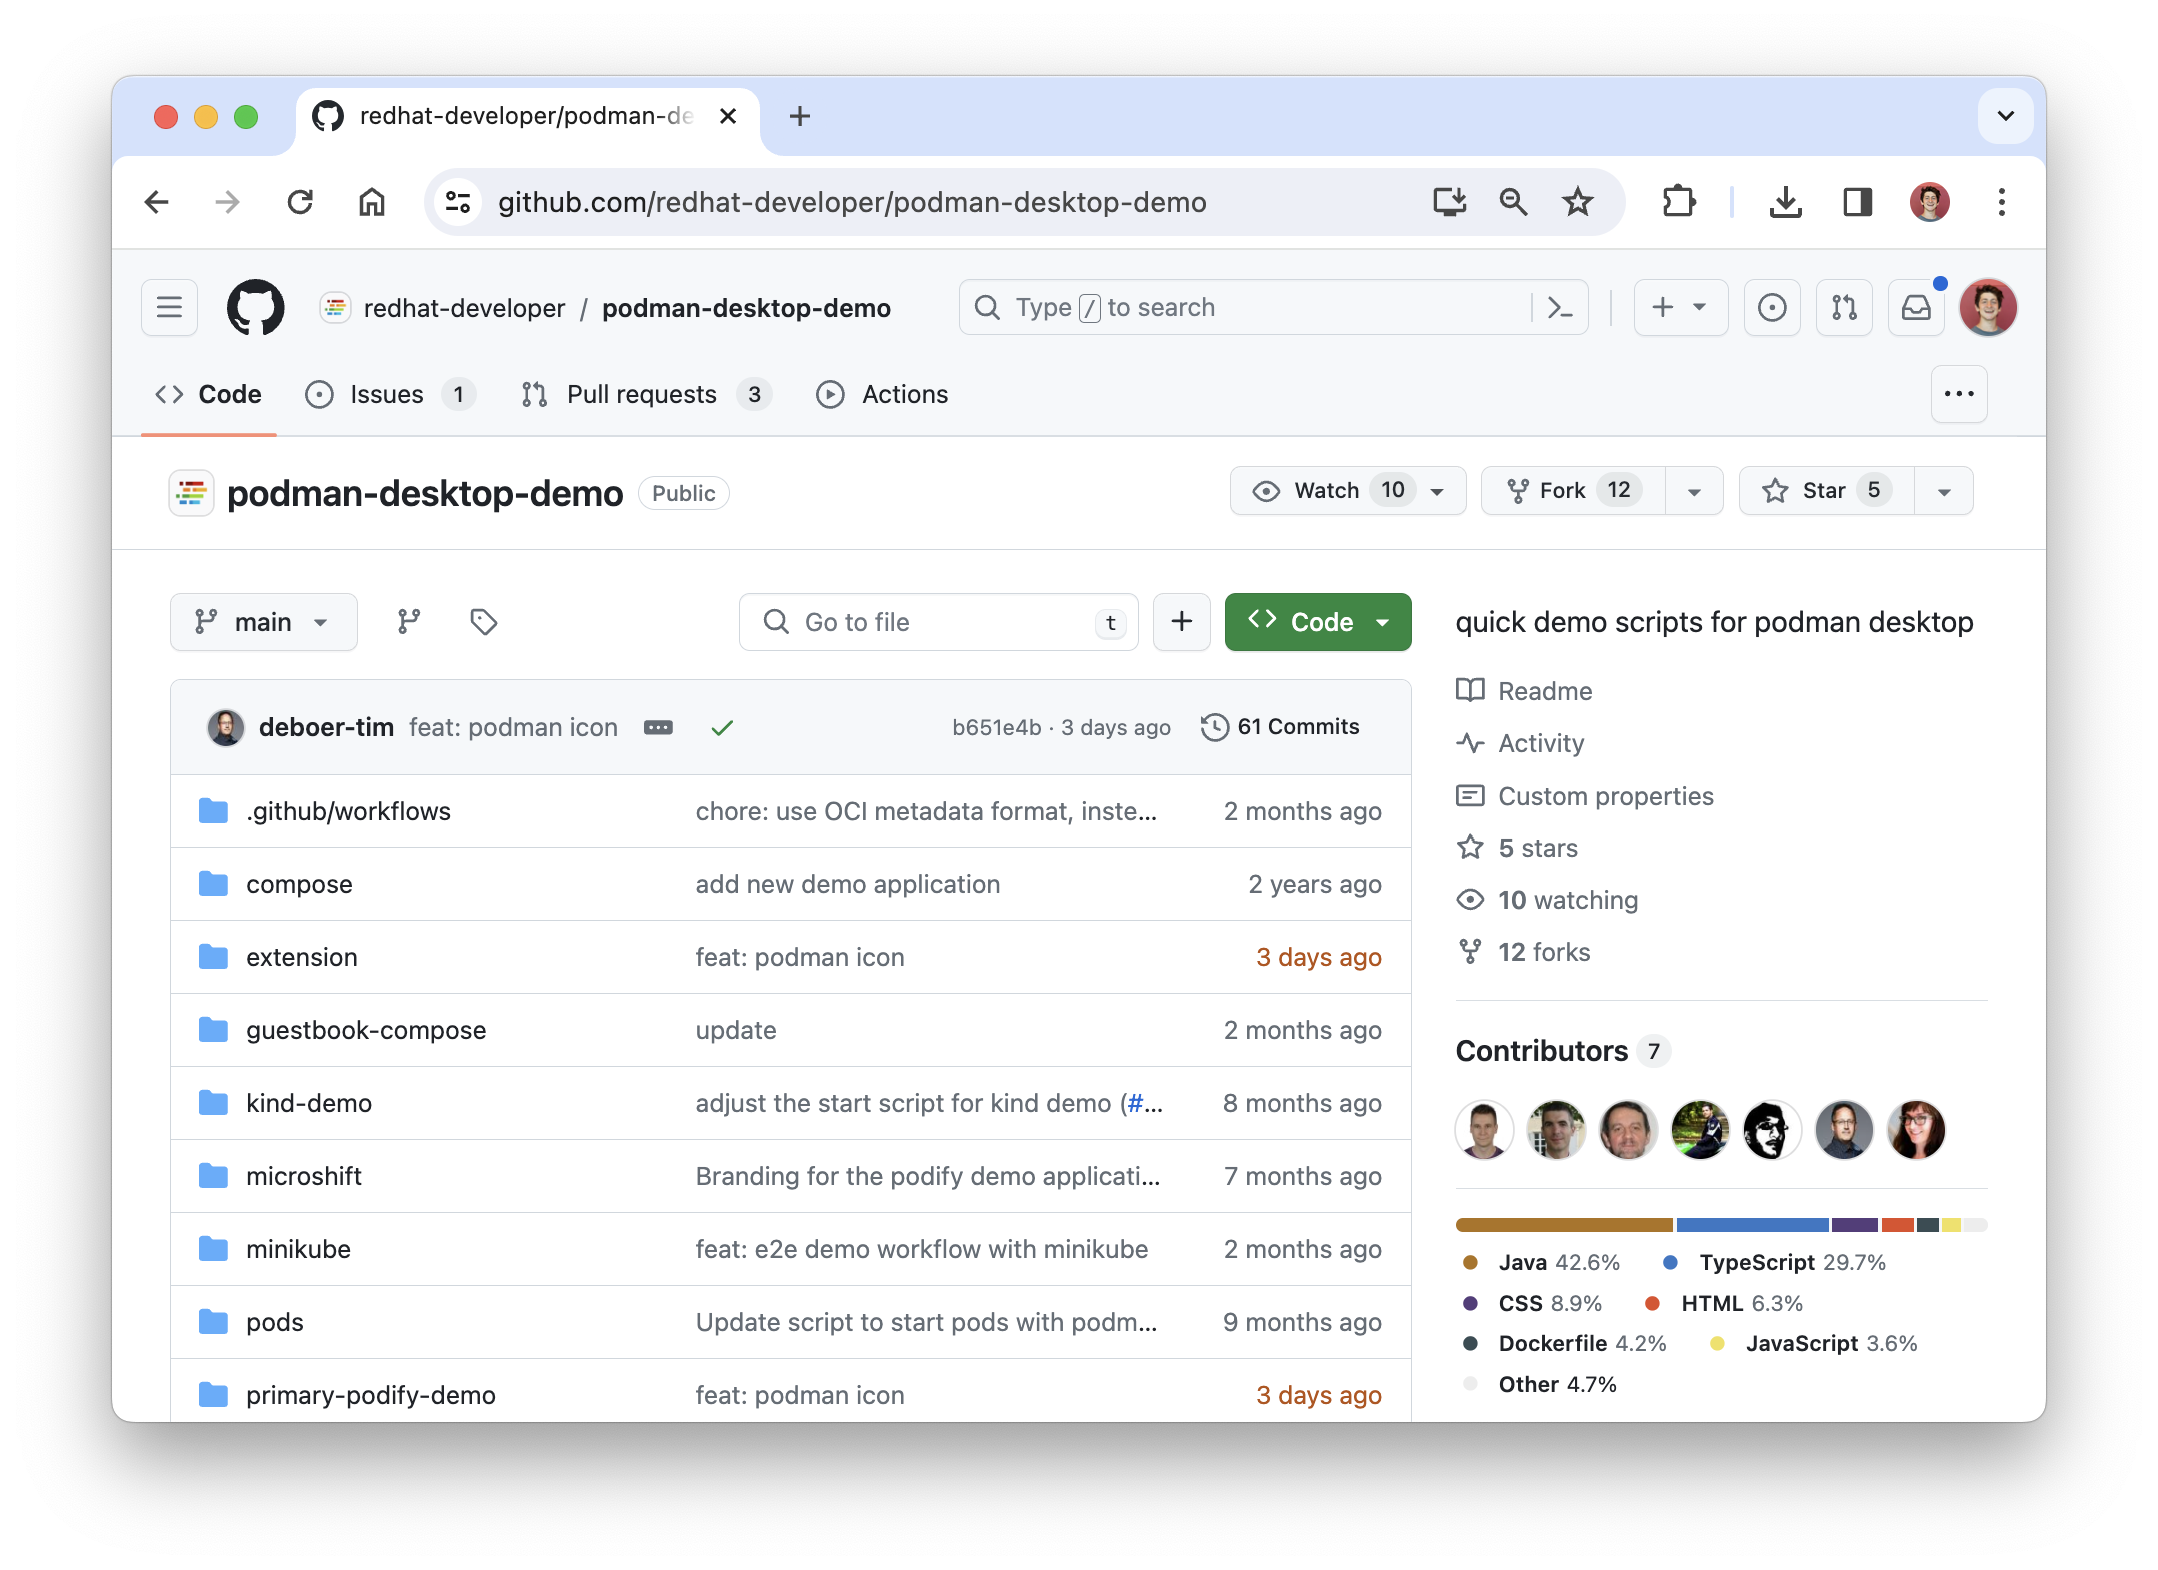 redhat-developer/podman-de
github.com/redhat-developer/podman-desktop-demo
redhat-developer / podman-desktop-demo
Type / to search
Code Issues 1 Pull requests 3 Actions
podman-desktop-demo Public
Watch 10 Fork 12 Star 5
main Go to file t Code
deboer-tim feat: podman icon b651e4b · 3 days ago 61 Commits
.github/workflows chore: use OCI metadata format, inste... 2 months ago
compose add new demo application 2 years ago
extension feat: podman icon 3 days ago
guestbook-compose update 2 months ago
kind-demo adjust the start script for kind demo (#... 8 months ago
microshift Branding for the podify demo applicati... 7 months ago
minikube feat: e2e demo workflow with minikube 2 months ago
pods Update script to start pods with podm... 9 months ago
primary-podify-demo feat: podman icon 3 days ago
quick demo scripts for podman desktop
Readme
Activity
Custom properties
5 stars
10 watching
12 forks
Contributors 7
Java 42.6% TypeScript 29.7%
CSS 8.9% HTML 6.3%
Dockerfile 4.2% JavaScript 3.6%
Other 4.7%